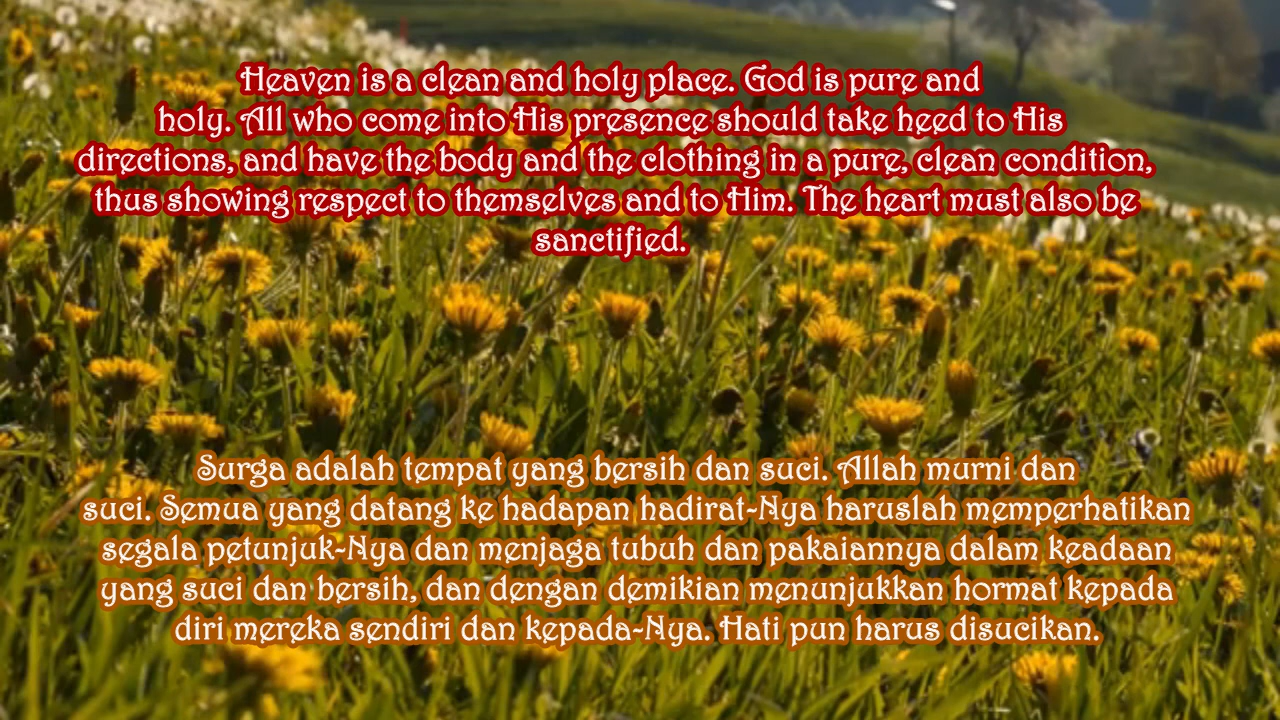 Heaven is a clean and holy place. God is pure and
holy. All who come into His presence should take heed to His
directions, and have the body and the clothing in a pure, clean condition,
thus showing respect to themselves and to Him. The heart must also be
sanctified.
Surga adalah tempat yang bersih dan suci. Allah murni dan
suci. Semua yang datang ke hadapan hadirat-Nya haruslah memperhatikan
segala petunjuk-Nya dan menjaga tubuh dan pakaiannya dalam keadaan
yang suci dan bersih, dan dengan demikian menunjukkan hormat kepada
diri mereka sendiri dan kepada-Nya. Hati pun harus disucikan.